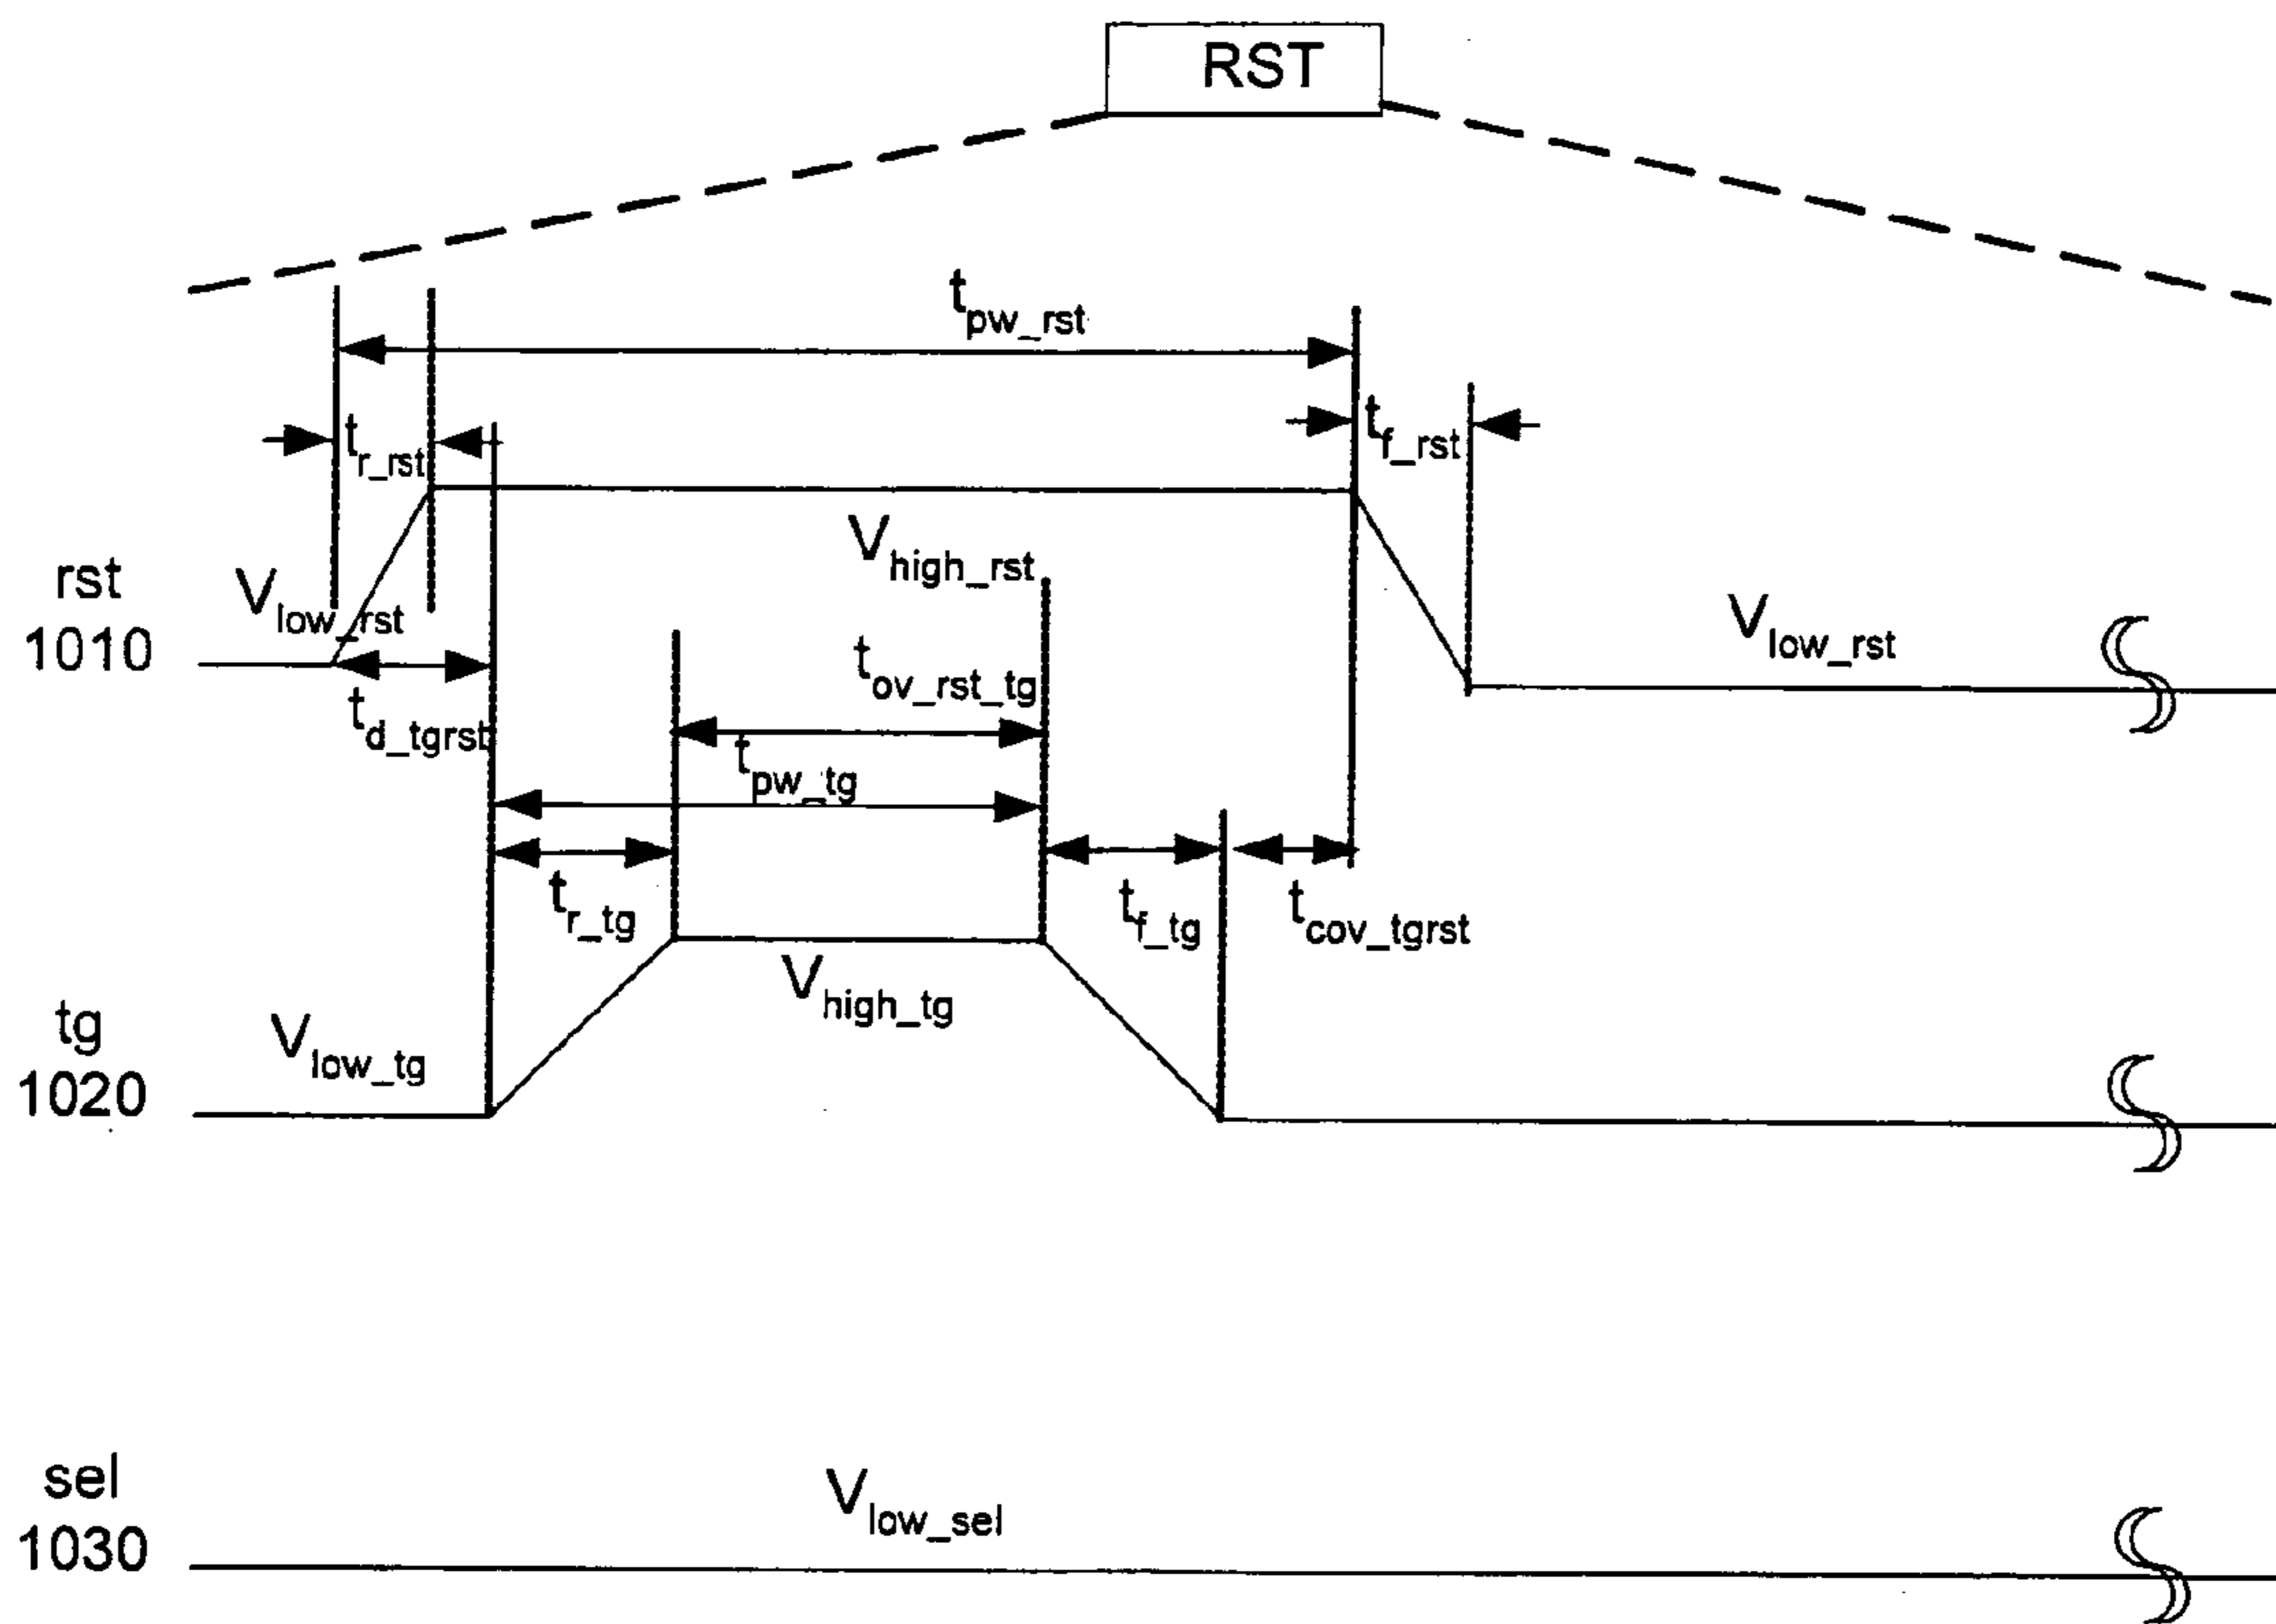 RST
t_pw_rst
t_r_rst
t_f_rst
V_high_rst
rst
1010
V_low_rst
V_low_rst
t_d_tgrst
t_ov_rst_tg
t_pw_tg
t_r_tg
t_f_tg
t_cov_tgrst
V_high_tg
tg
1020
V_low_tg
sel
1030
V_low_sel